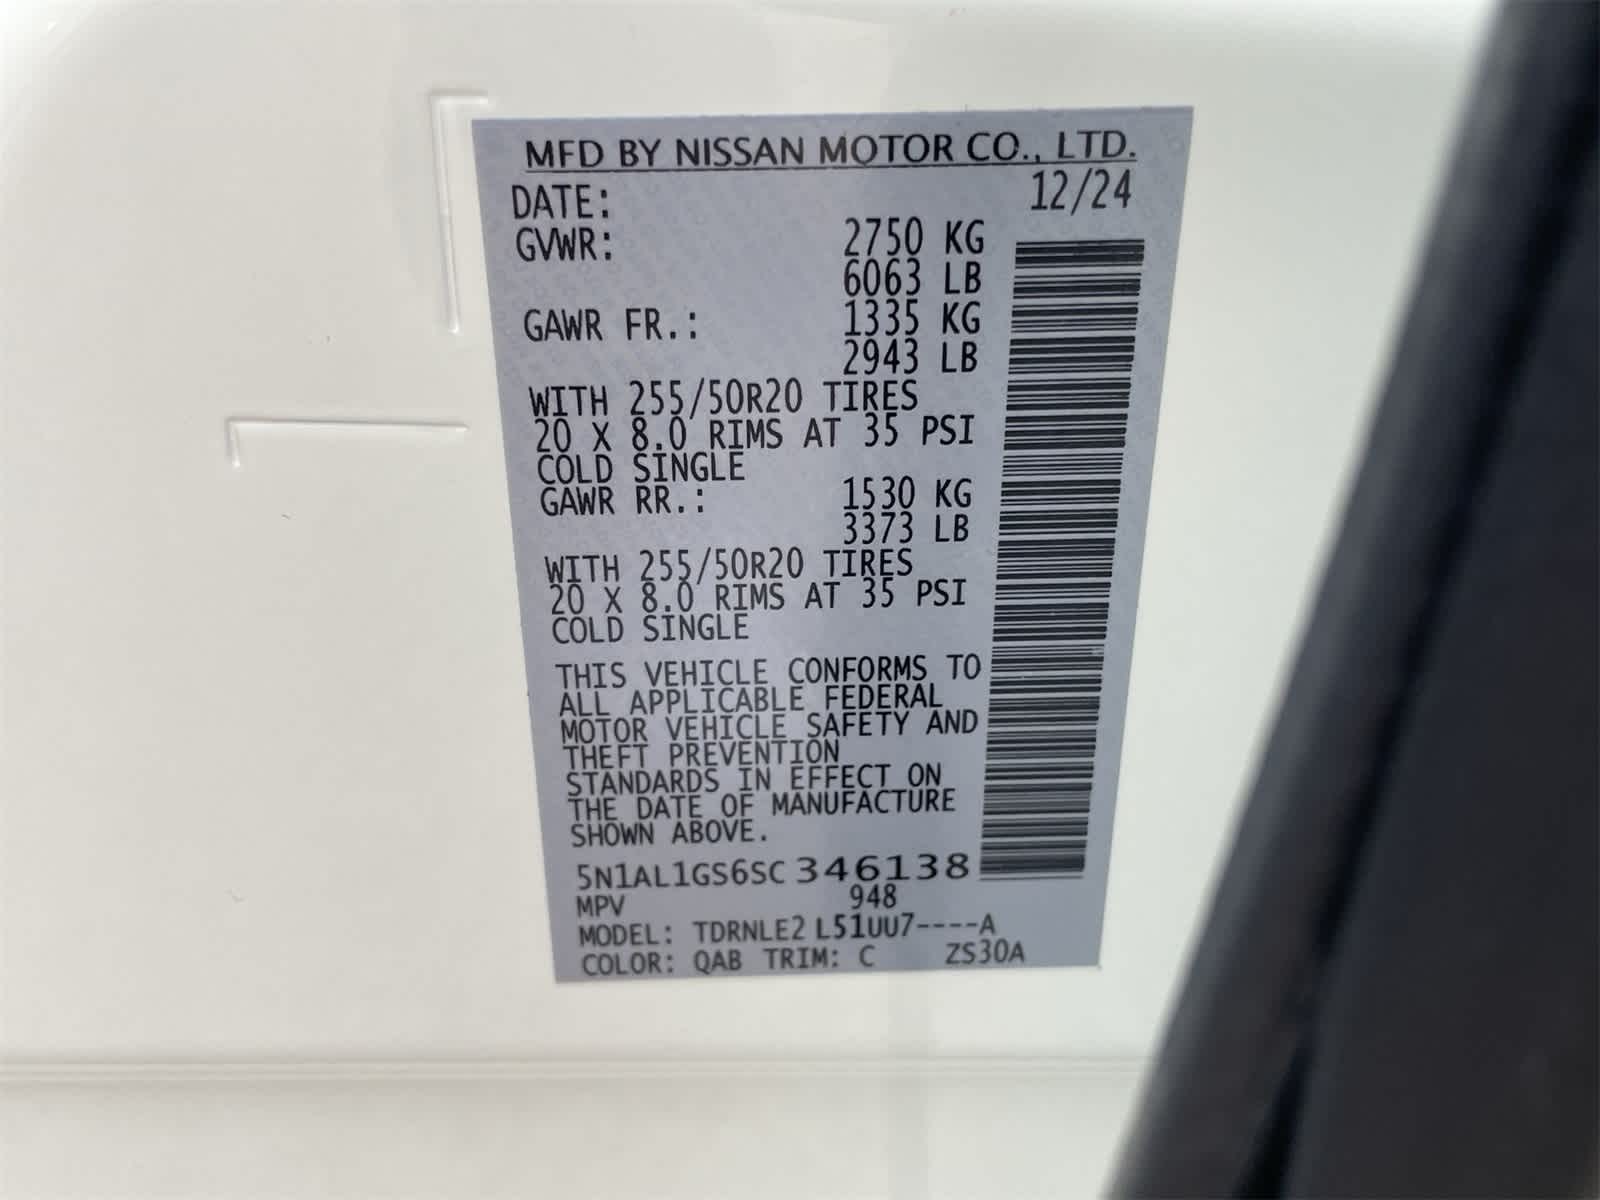 MFD BY NISSAN MOTOR CO., LTD.
DATE: 12/24
GVWR: 2750 KG
6063 LB
GAWR FR.: 1335 KG
2943 LB
WITH 255/50R20 TIRES
20 X 8.0 RIMS AT 35 PSI
COLD SINGLE
GAWR RR.: 1530 KG
3373 LB
WITH 255/50R20 TIRES
20 X 8.0 RIMS AT 35 PSI
COLD SINGLE
THIS VEHICLE CONFORMS TO
ALL APPLICABLE FEDERAL
MOTOR VEHICLE SAFETY AND
THEFT PREVENTION
STANDARDS IN EFFECT ON
THE DATE OF MANUFACTURE
SHOWN ABOVE.
5N1AL1GS6SC346138
MPV 948
MODEL: TDRNLE2 L51UU7----A
COLOR: QAB TRIM: C ZS30A